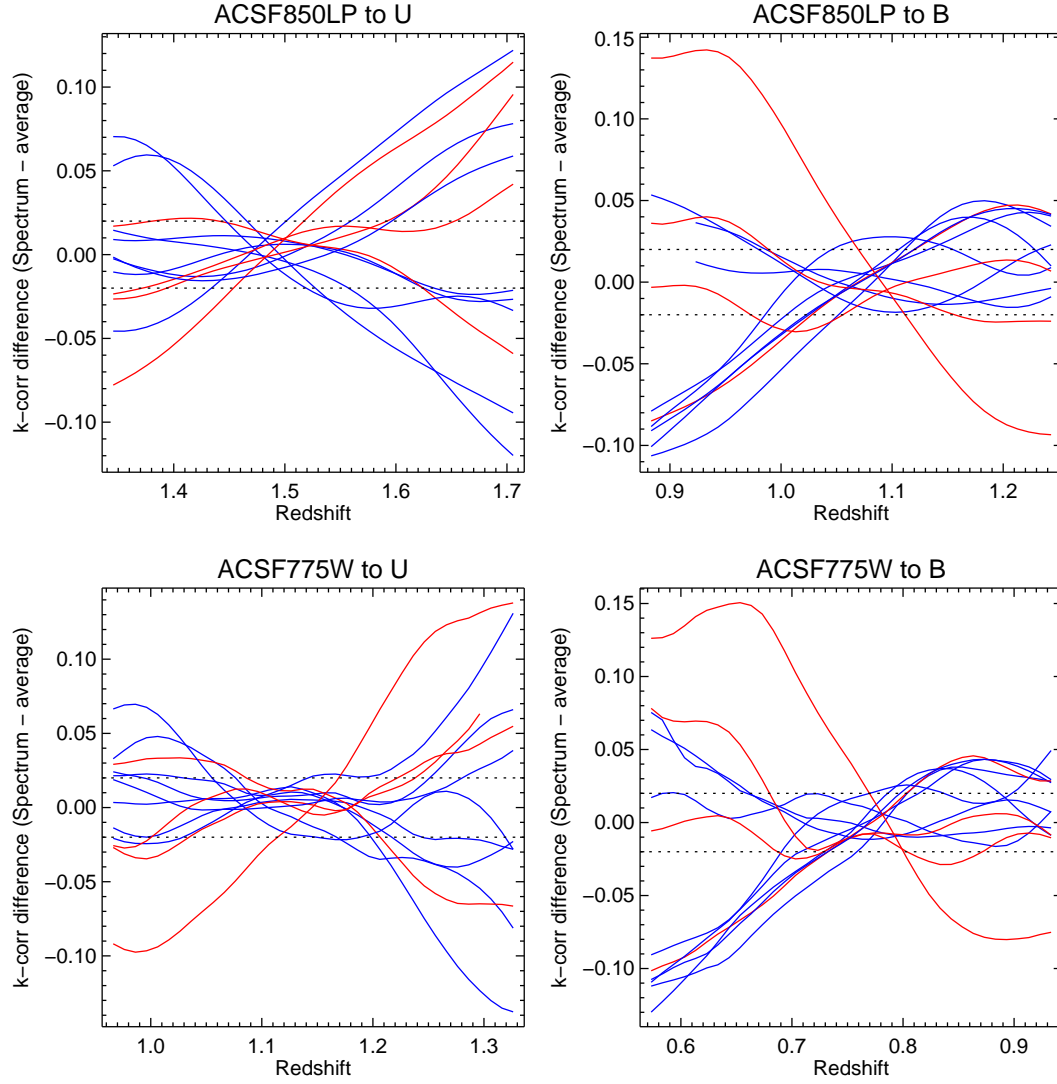 ACSF850LP to U
k−corr difference (Spectrum − average)
0.10
0.05
0.00
−0.05
−0.10
1.4 1.5 1.6 1.7
Redshift
ACSF850LP to B
k−corr difference (Spectrum − average)
0.15
0.10
0.05
0.00
−0.05
−0.10
0.9 1.0 1.1 1.2
Redshift
ACSF775W to U
k−corr difference (Spectrum − average)
0.10
0.05
0.00
−0.05
−0.10
1.0 1.1 1.2 1.3
Redshift
ACSF775W to B
k−corr difference (Spectrum − average)
0.15
0.10
0.05
0.00
−0.05
−0.10
0.6 0.7 0.8 0.9
Redshift